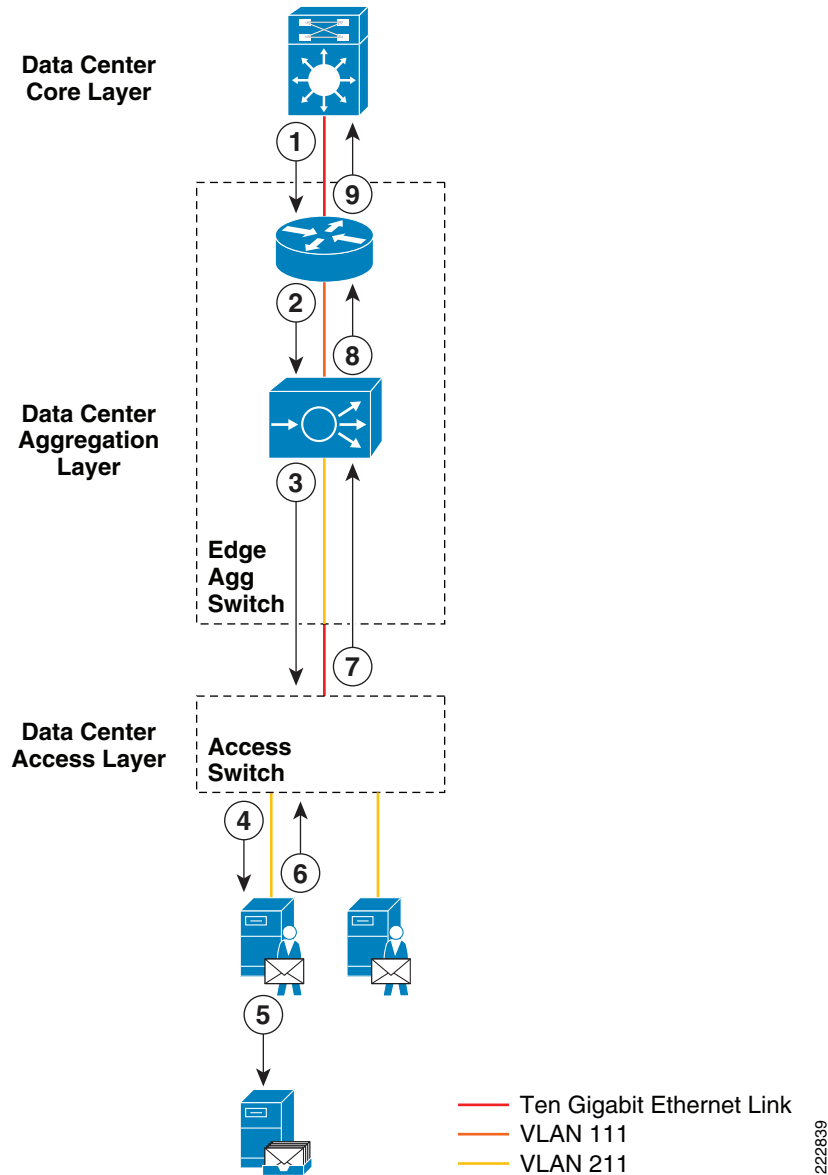 Data Center
Core Layer
1
9
2
8
Data Center
Aggregation
Layer
3
Edge
Agg
Switch
7
Data Center
Access Layer
Access
Switch
4
6
5
Ten Gigabit Ethernet Link
VLAN 111
VLAN 211
222839